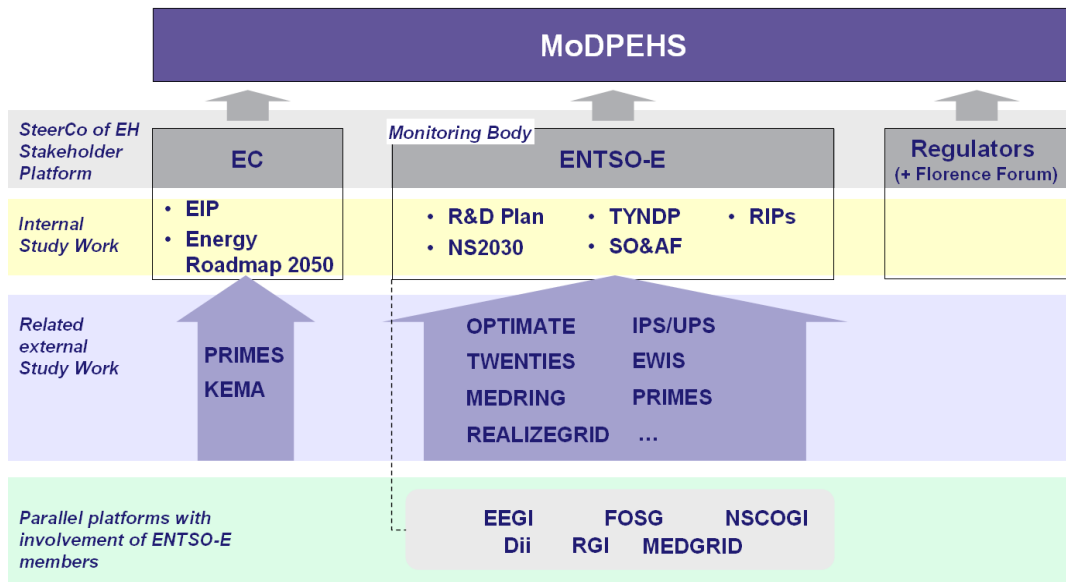 MoDPEHS
SteerCo of EH
Stakeholder
Platform
EC
Monitoring Body
ENTSO-E
Regulators
(+ Florence Forum)
Internal
Study Work
• EIP
• Energy
Roadmap 2050
• R&D Plan • TYNDP • RIPs
• NS2030 • SO&AF
Related
external
Study Work
PRIMES
KEMA
OPTIMATE IPS/UPS
TWENTIES EWIS
MEDRING PRIMES
REALIZEGRID ...
Parallel platforms with
involvement of ENTSO-E
members
EEGI FOSG NSCOGI
Dii RGI MEDGRID